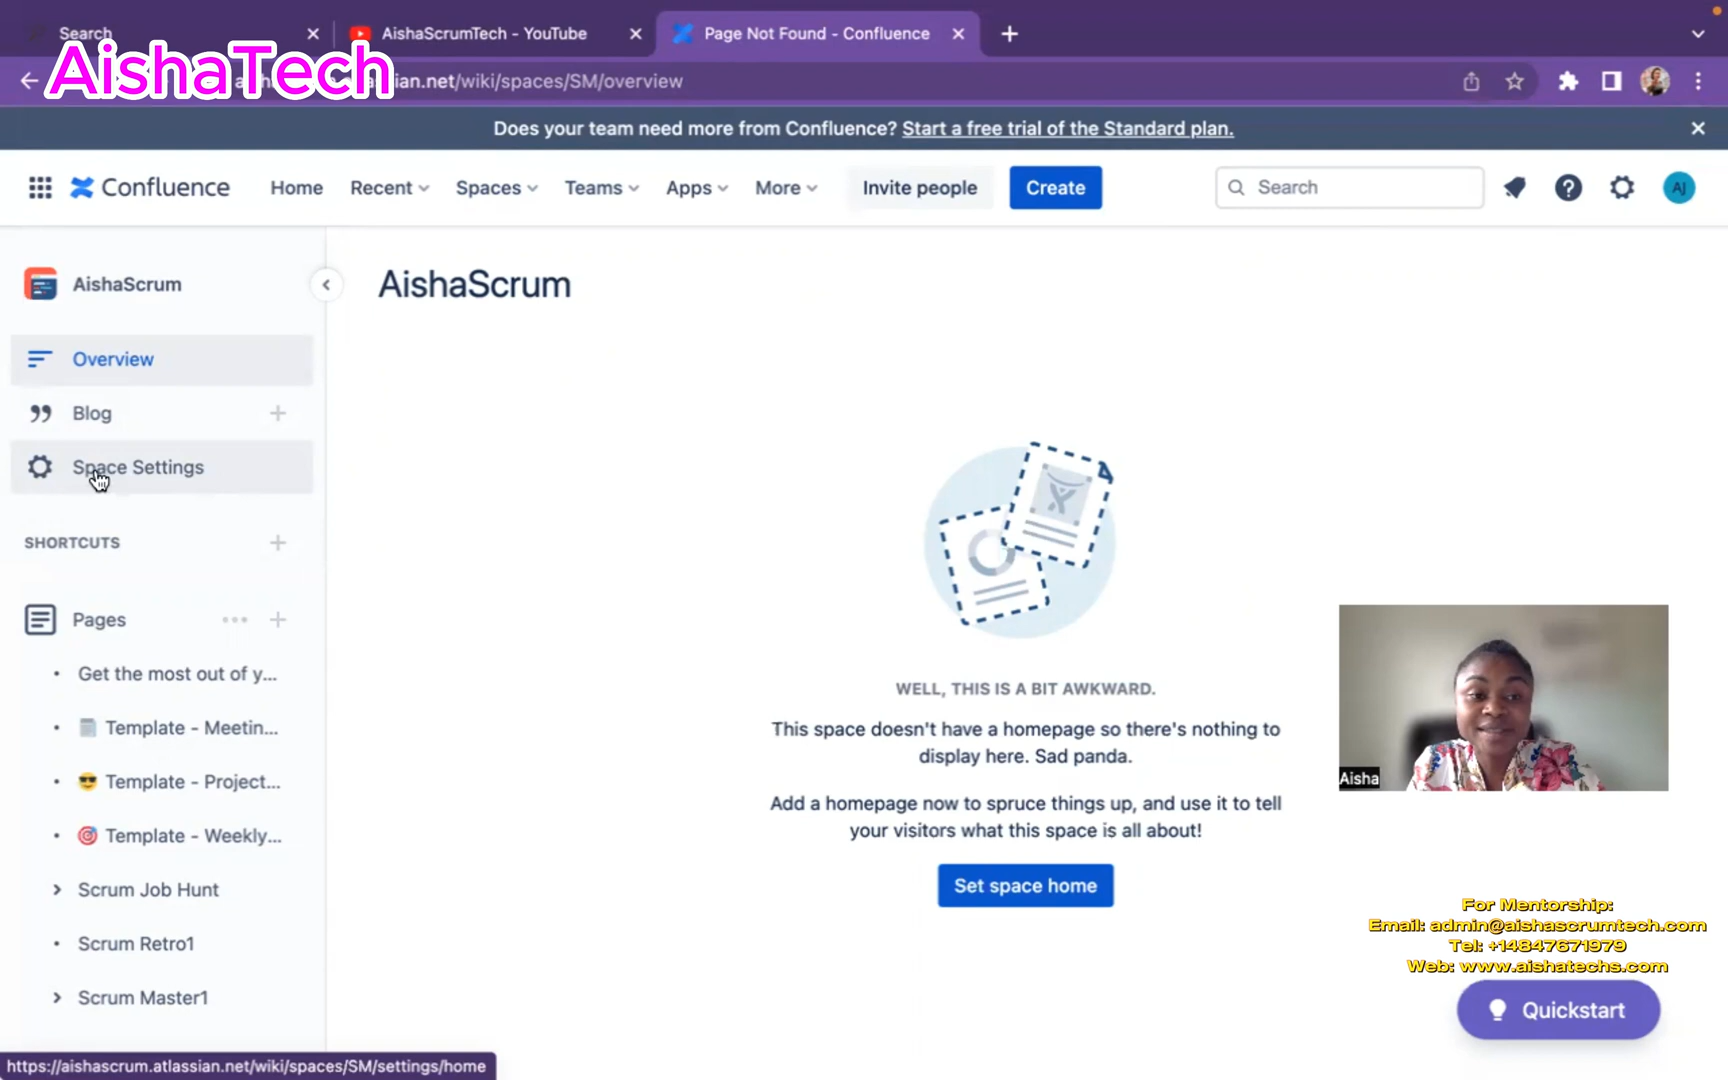 Search
AishaScrumTech - YouTube
Page Not Found - Confluence
AishaTech
ian.net/wiki/spaces/SM/overview
Does your team need more from Confluence? Start a free trial of the Standard plan.
Confluence
Home
Recent
Spaces
Teams
Apps
More
Invite people
Create
Search
AJ
AishaScrum
Overview
Blog
Space Settings
SHORTCUTS
Pages
Get the most out of y...
Template - Meetin...
Template - Project...
Template - Weekly...
Scrum Job Hunt
Scrum Retro1
Scrum Master1
AishaScrum
WELL, THIS IS A BIT AWKWARD.
This space doesn't have a homepage so there's nothing to
display here. Sad panda.
Add a homepage now to spruce things up, and use it to tell
your visitors what this space is all about!
Set space home
Aisha
For Mentorship:
Email: admin@aishascrumtech.com
Tel: +14847671979
Web: www.aishatechs.com
Quickstart
https://aishascrum.atlassian.net/wiki/spaces/SM/settings/home